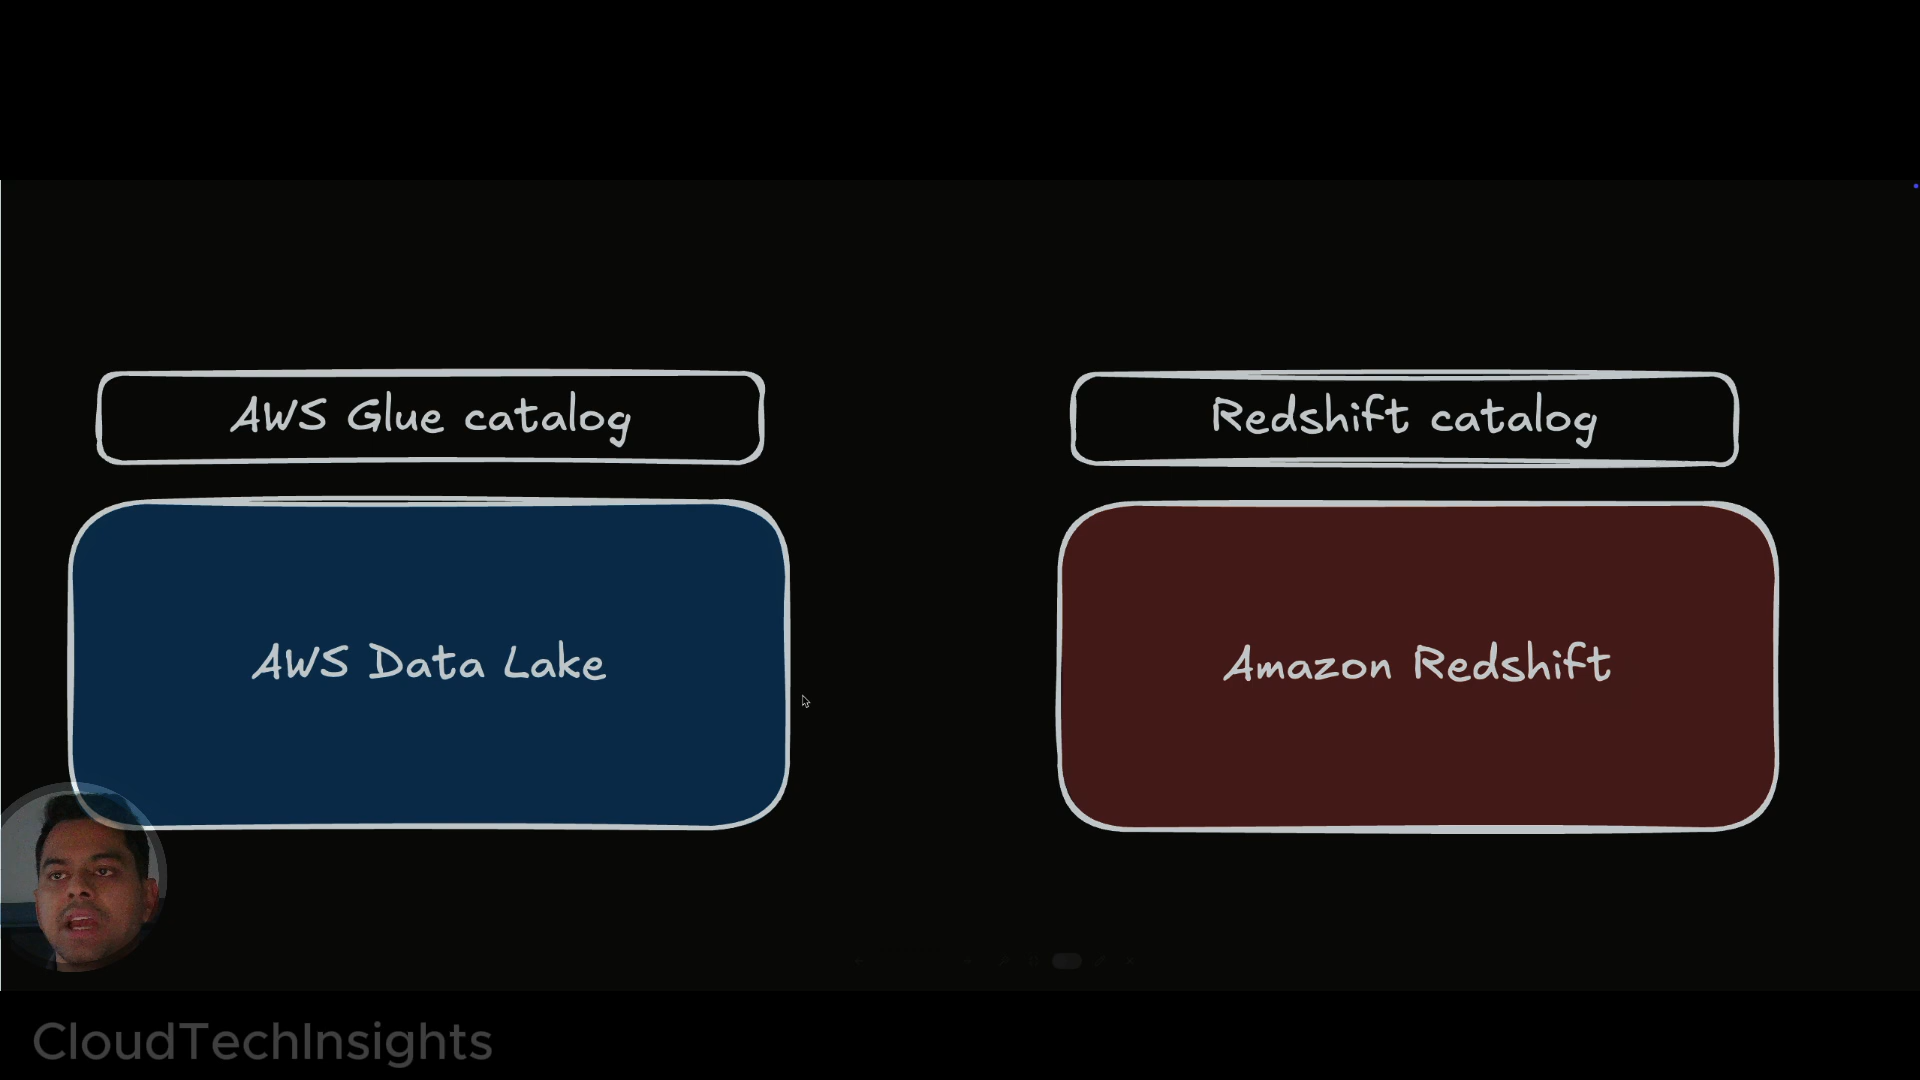 AWS Glue catalog
Redshift catalog
AWS Data Lake
Amazon Redshift
CloudTechInsights